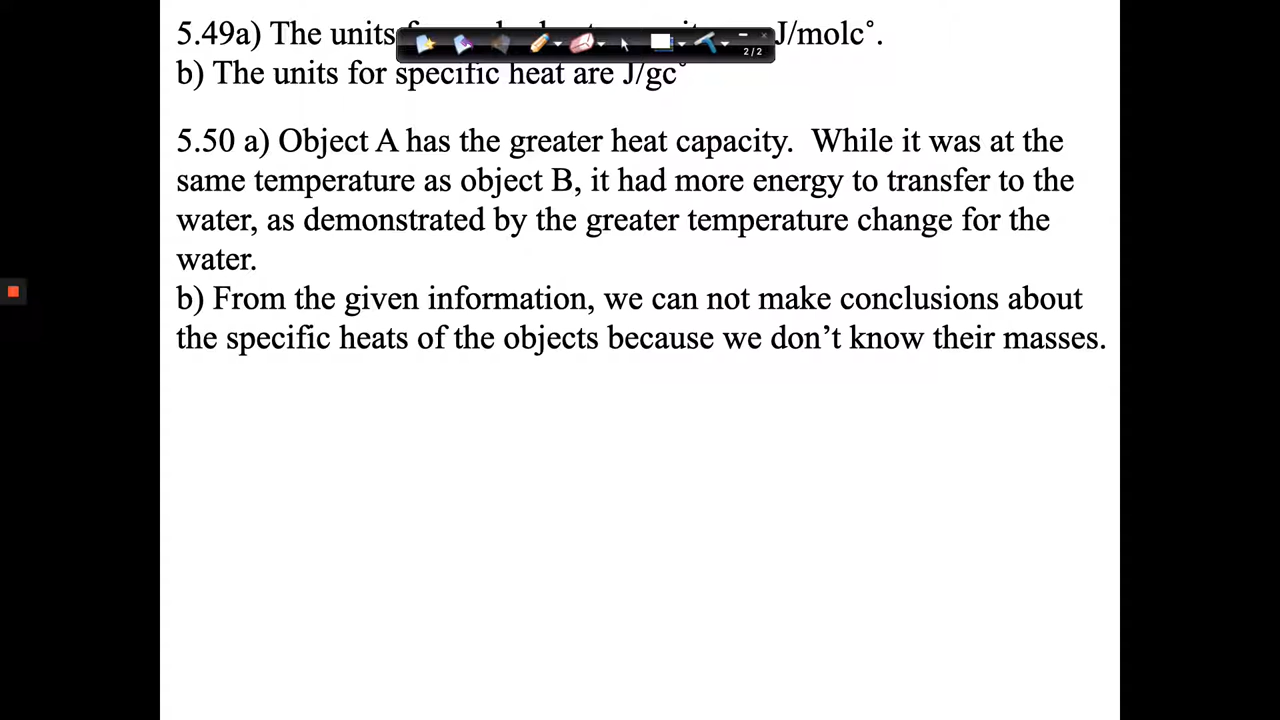 5.49a) The units J/molc°.
2/2
b) The units for specific heat are J/gc°
5.50 a) Object A has the greater heat capacity.  While it was at the
same temperature as object B, it had more energy to transfer to the
water, as demonstrated by the greater temperature change for the
water.
b) From the given information, we can not make conclusions about
the specific heats of the objects because we don’t know their masses.